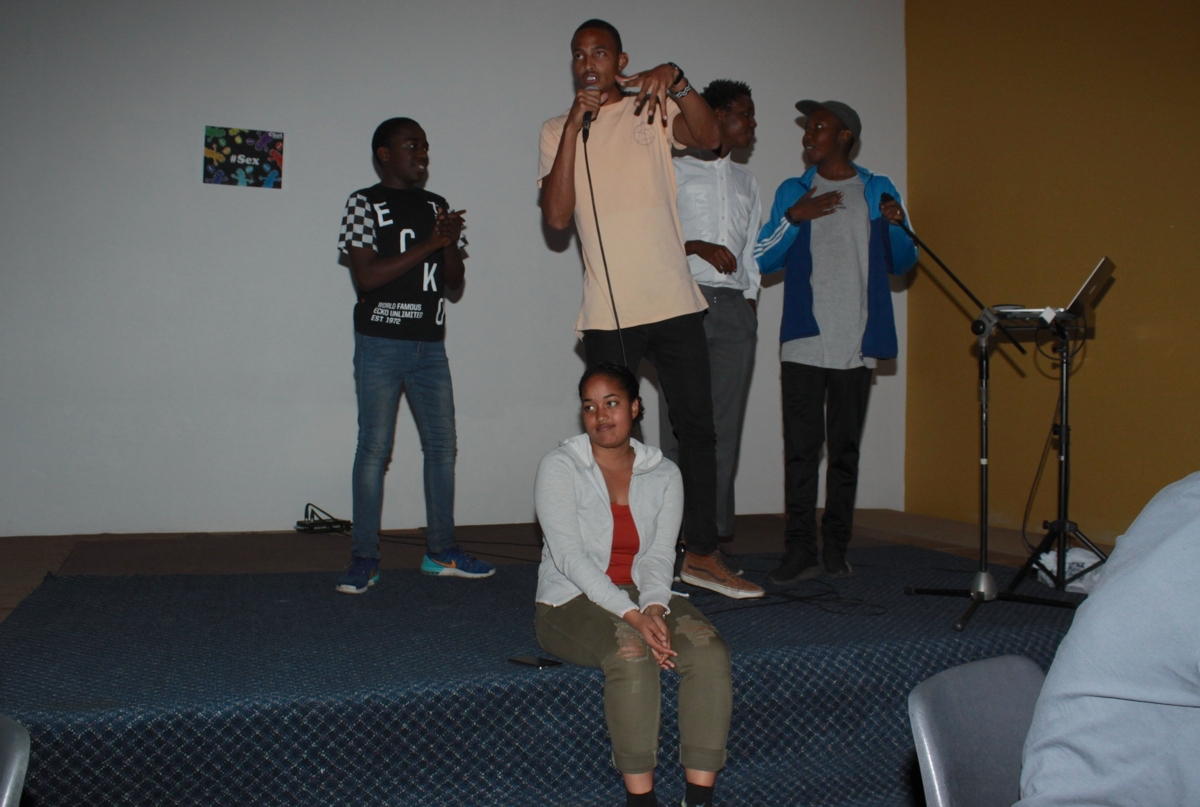 #Sex
E T
C
K
O
WORLD FAMOUS
ECKO UNLIMITED
EST 1972